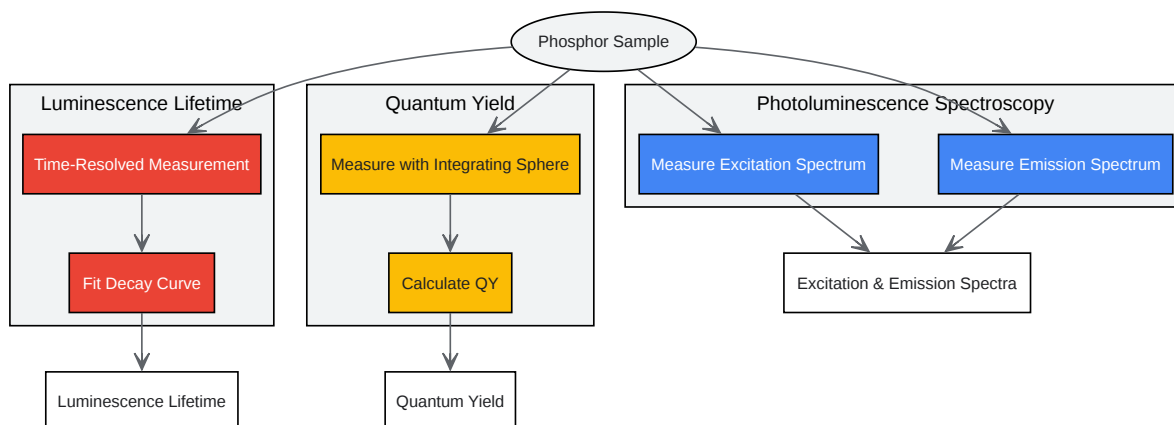 Phosphor Sample
Luminescence Lifetime
Quantum Yield
Photoluminescence Spectroscopy
Time-Resolved Measurement
Measure with Integrating Sphere
Measure Excitation Spectrum
Measure Emission Spectrum
Fit Decay Curve
Calculate QY
Excitation & Emission Spectra
Luminescence Lifetime
Quantum Yield